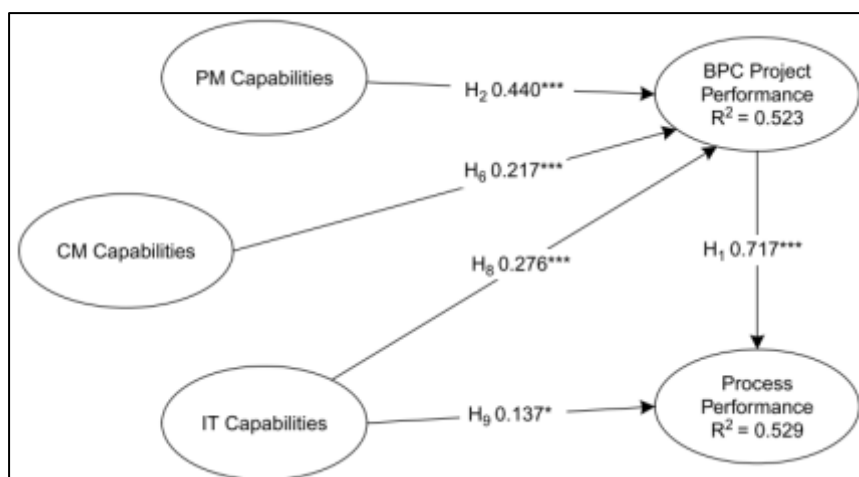 PM Capabilities
H₂ 0.440***
BPC Project
Performance
R² = 0.523
H₆ 0.217***
CM Capabilities
H₈ 0.276***
H₁ 0.717***
IT Capabilities
H₉ 0.137*
Process
Performance
R² = 0.529